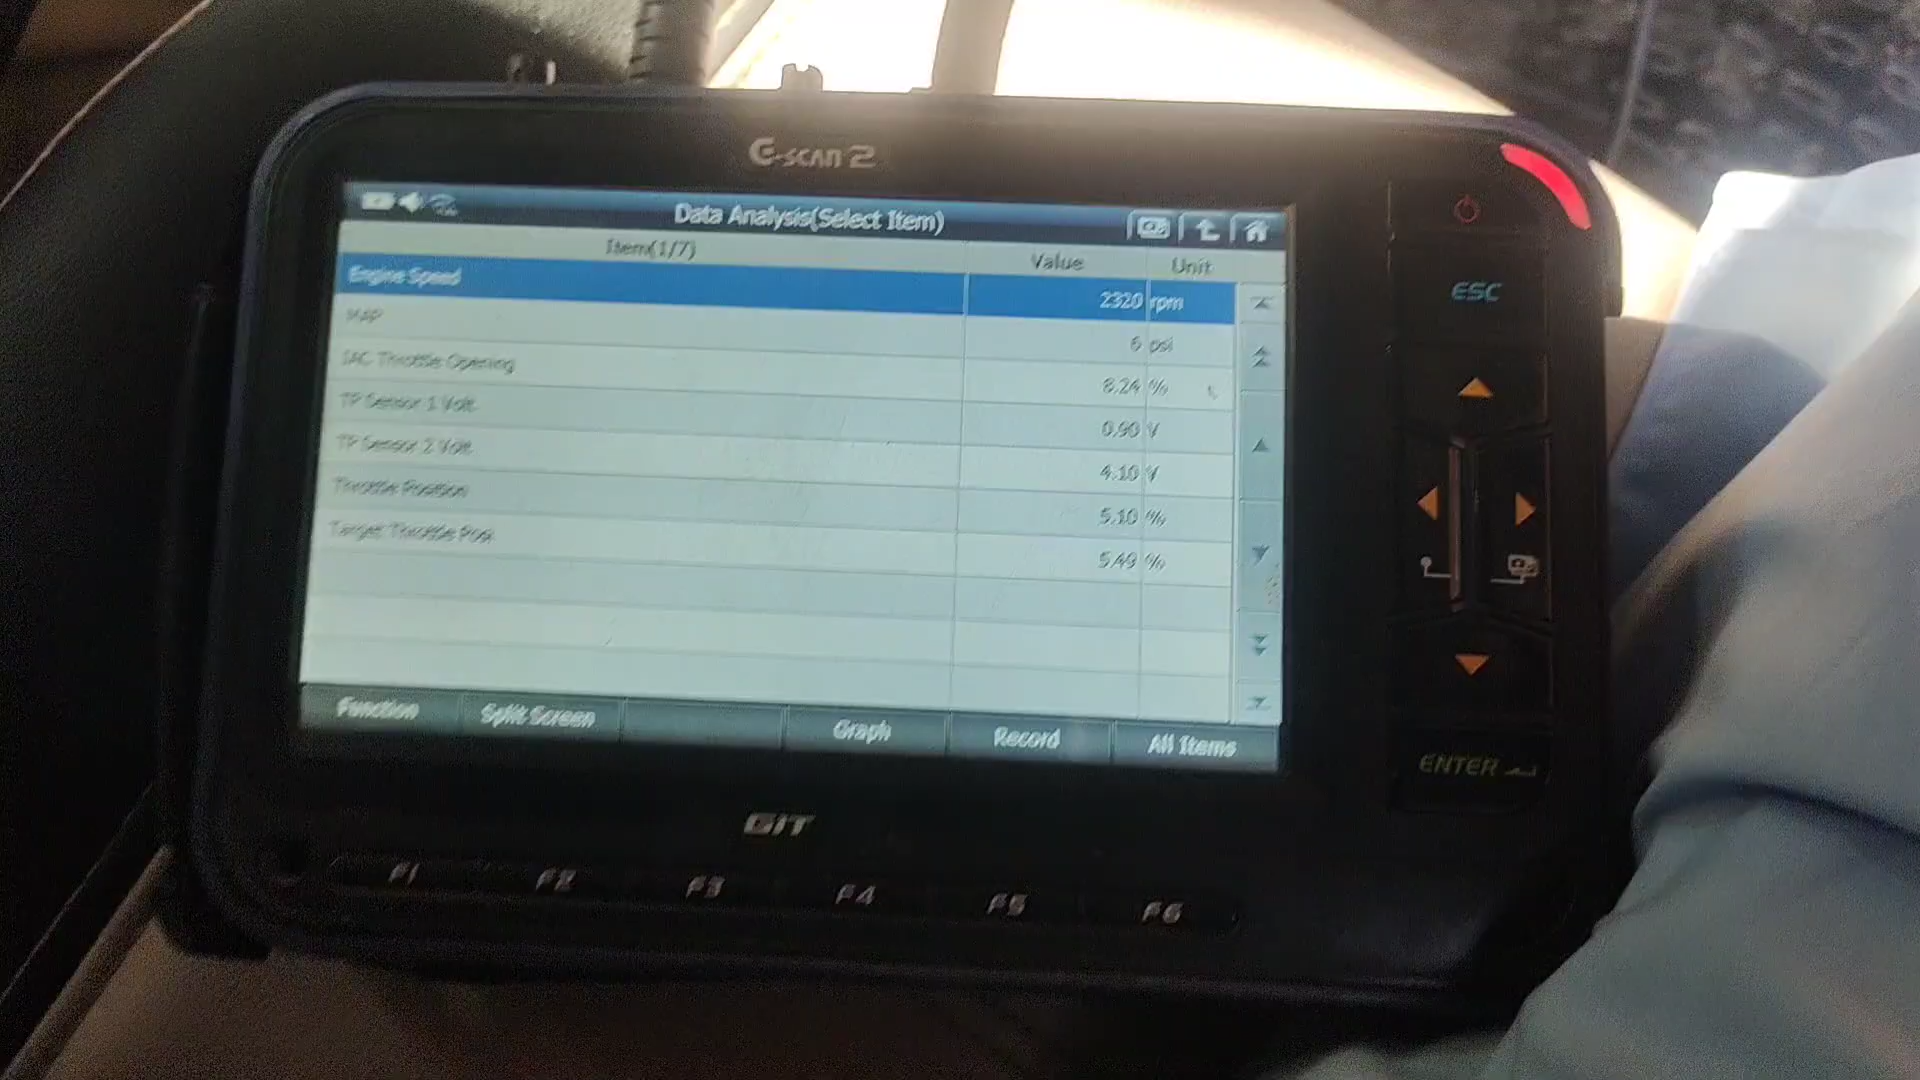 G-SCAN 2
Data Analysis(Select Item)
Item(1/7) Value Unit
Engine Speed 2320 rpm
MAP 6 psi
IAC Throttle Opening 8.24 %
TP Sensor 1 Volt. 0.90 V
TP Sensor 2 Volt. 4.10 V
Throttle Position 5.10 %
Target Throttle Posi. 5.49 %
Function Split Screen Graph Record All Items
ESC
ENTER
GIT
F1 F2 F3 F4 F5 F6